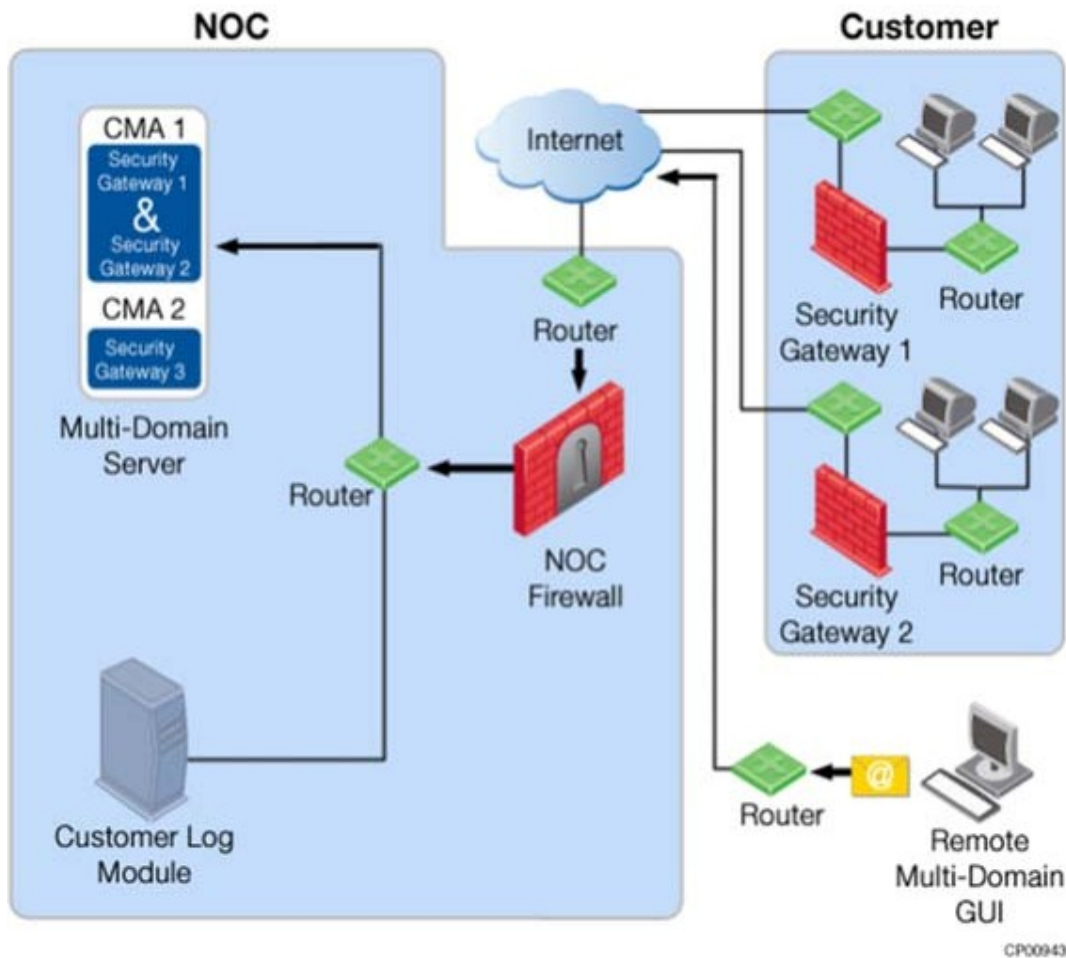 NOC
Customer
CMA 1
Security
Gateway 1
&
Security
Gateway 2
CMA 2
Security
Gateway 3
Multi-Domain
Server
Internet
Router
Router
NOC
Firewall
Customer Log
Module
Security
Gateway 1
Router
Security
Gateway 2
Router
Router
@
Remote
Multi-Domain
GUI
CP00943